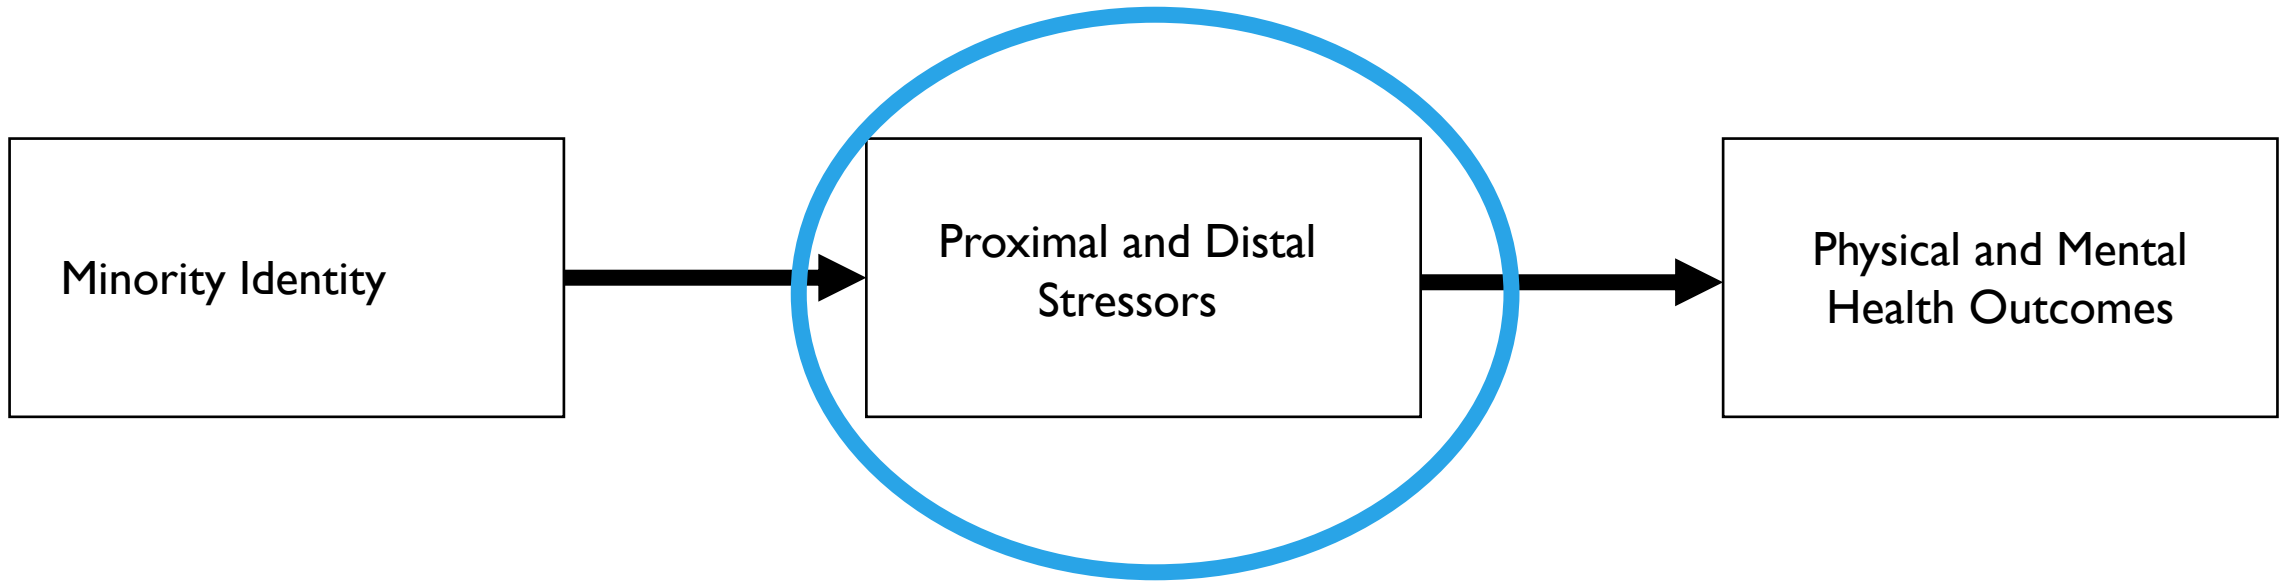 Minority Identity
Proximal and Distal
Stressors
Physical and Mental
Health Outcomes